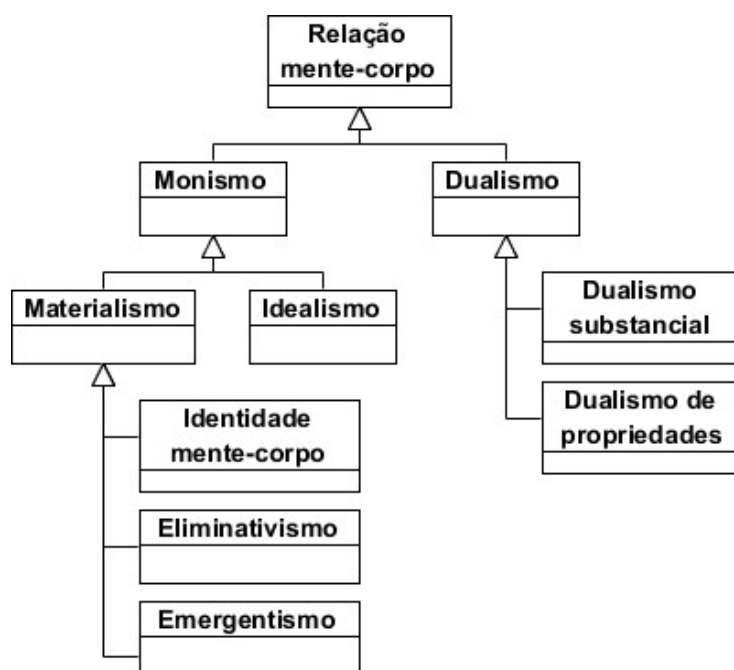 Relação
mente-corpo
Monismo
Dualismo
Materialismo
Idealismo
Dualismo
substancial
Identidade
mente-corpo
Dualismo de
propriedades
Eliminativismo
Emergentismo